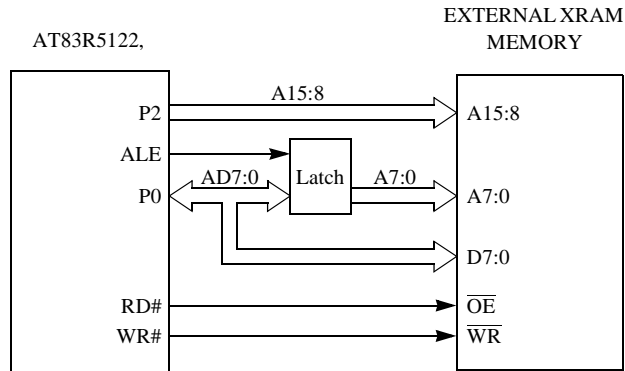 EXTERNAL XRAM
MEMORY
AT83R5122,
A15:8
P2
A15:8
ALE
Latch
AD7:0
A7:0
P0
A7:0
D7:0
RD#
OE
WR#
WR